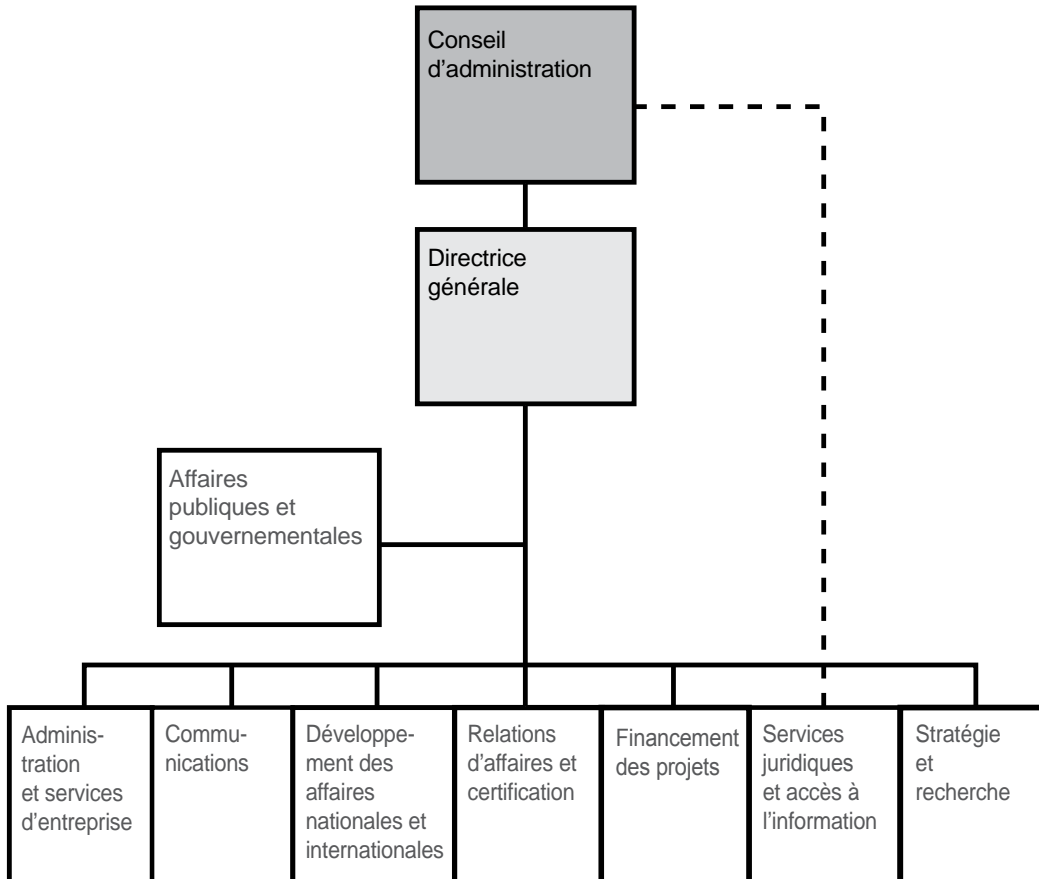 Conseil
d’administration
Directrice
générale
Affaires
publiques et
gouvernementales
Adminis-
tration
et services
d’entreprise
Commu-
nications
Développe-
ment des
affaires
nationales et
internationales
Relations
d’affaires et
certification
Financement
des projets
Services
juridiques
et accès à
l’information
Stratégie
et
recherche